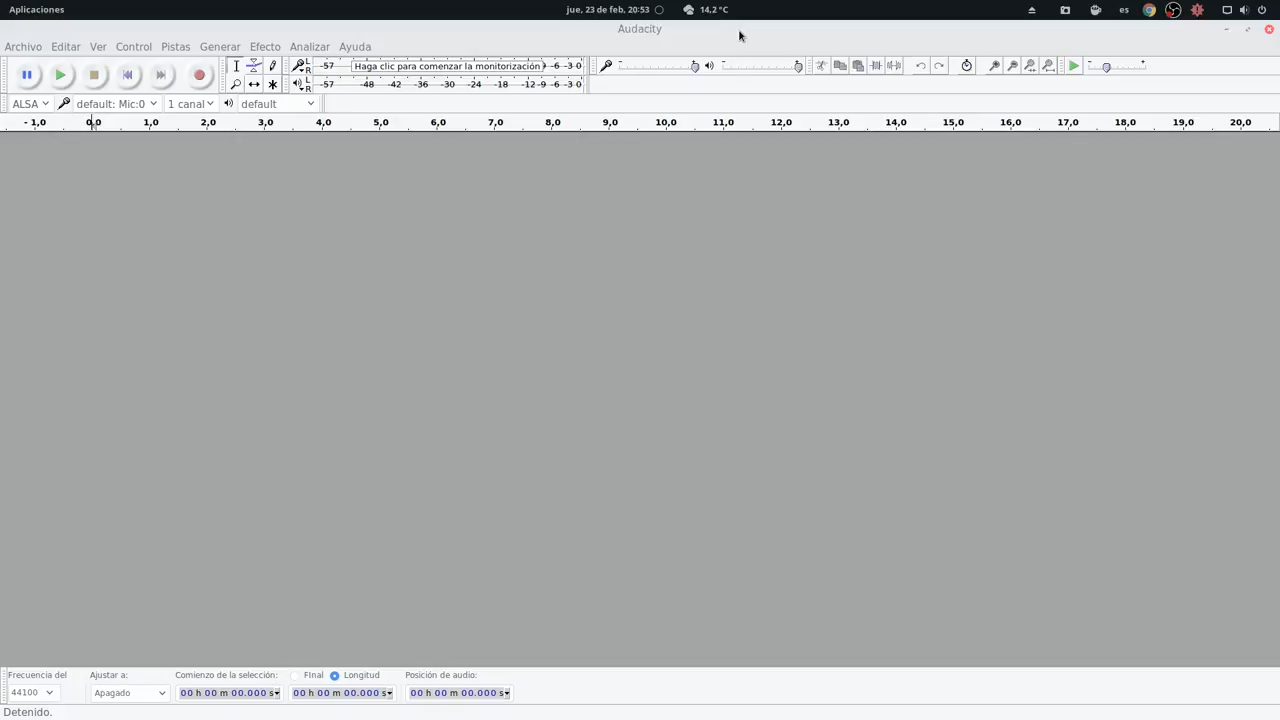 Aplicaciones jue, 23 de feb, 20:53 14,2 °C es
Audacity
Archivo Editar Ver Control Pistas Generar Efecto Analizar Ayuda
L R -57 Haga clic para comenzar la monitorización -6 -3 0
L R -57 -48 -42 -36 -30 -24 -18 -12 -9 -6 -3 0
ALSA default: Mic:0 1 canal default
- 1,0 0,0 1,0 2,0 3,0 4,0 5,0 6,0 7,0 8,0 9,0 10,0 11,0 12,0 13,0 14,0 15,0 16,0 17,0 18,0 19,0 20,0
Frecuencia del Ajustar a: Comienzo de la selección: FInal Longitud Posición de audio:
44100 Apagado 00 h 00 m 00.000 s 00 h 00 m 00.000 s 00 h 00 m 00.000 s
Detenido.